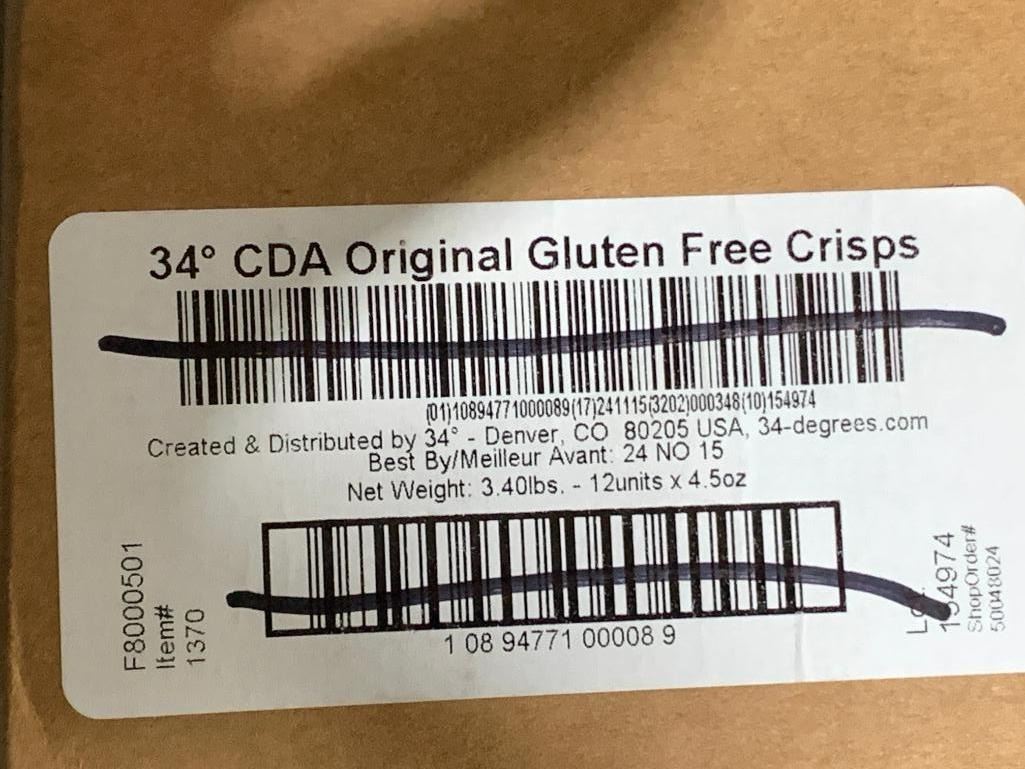 34° CDA Original Gluten Free Crisps
(01)10894771000089(17)241115(3202)000348(10)154974
Created & Distributed by 34° - Denver, CO 80205 USA, 34-degrees.com
Best By/Meilleur Avant: 24 NO 15
Net Weight: 3.40lbs. - 12units x 4.5oz
F8000501
Item#
1370
1 08 94771 00008 9
154974
ShopOrder#
50048024